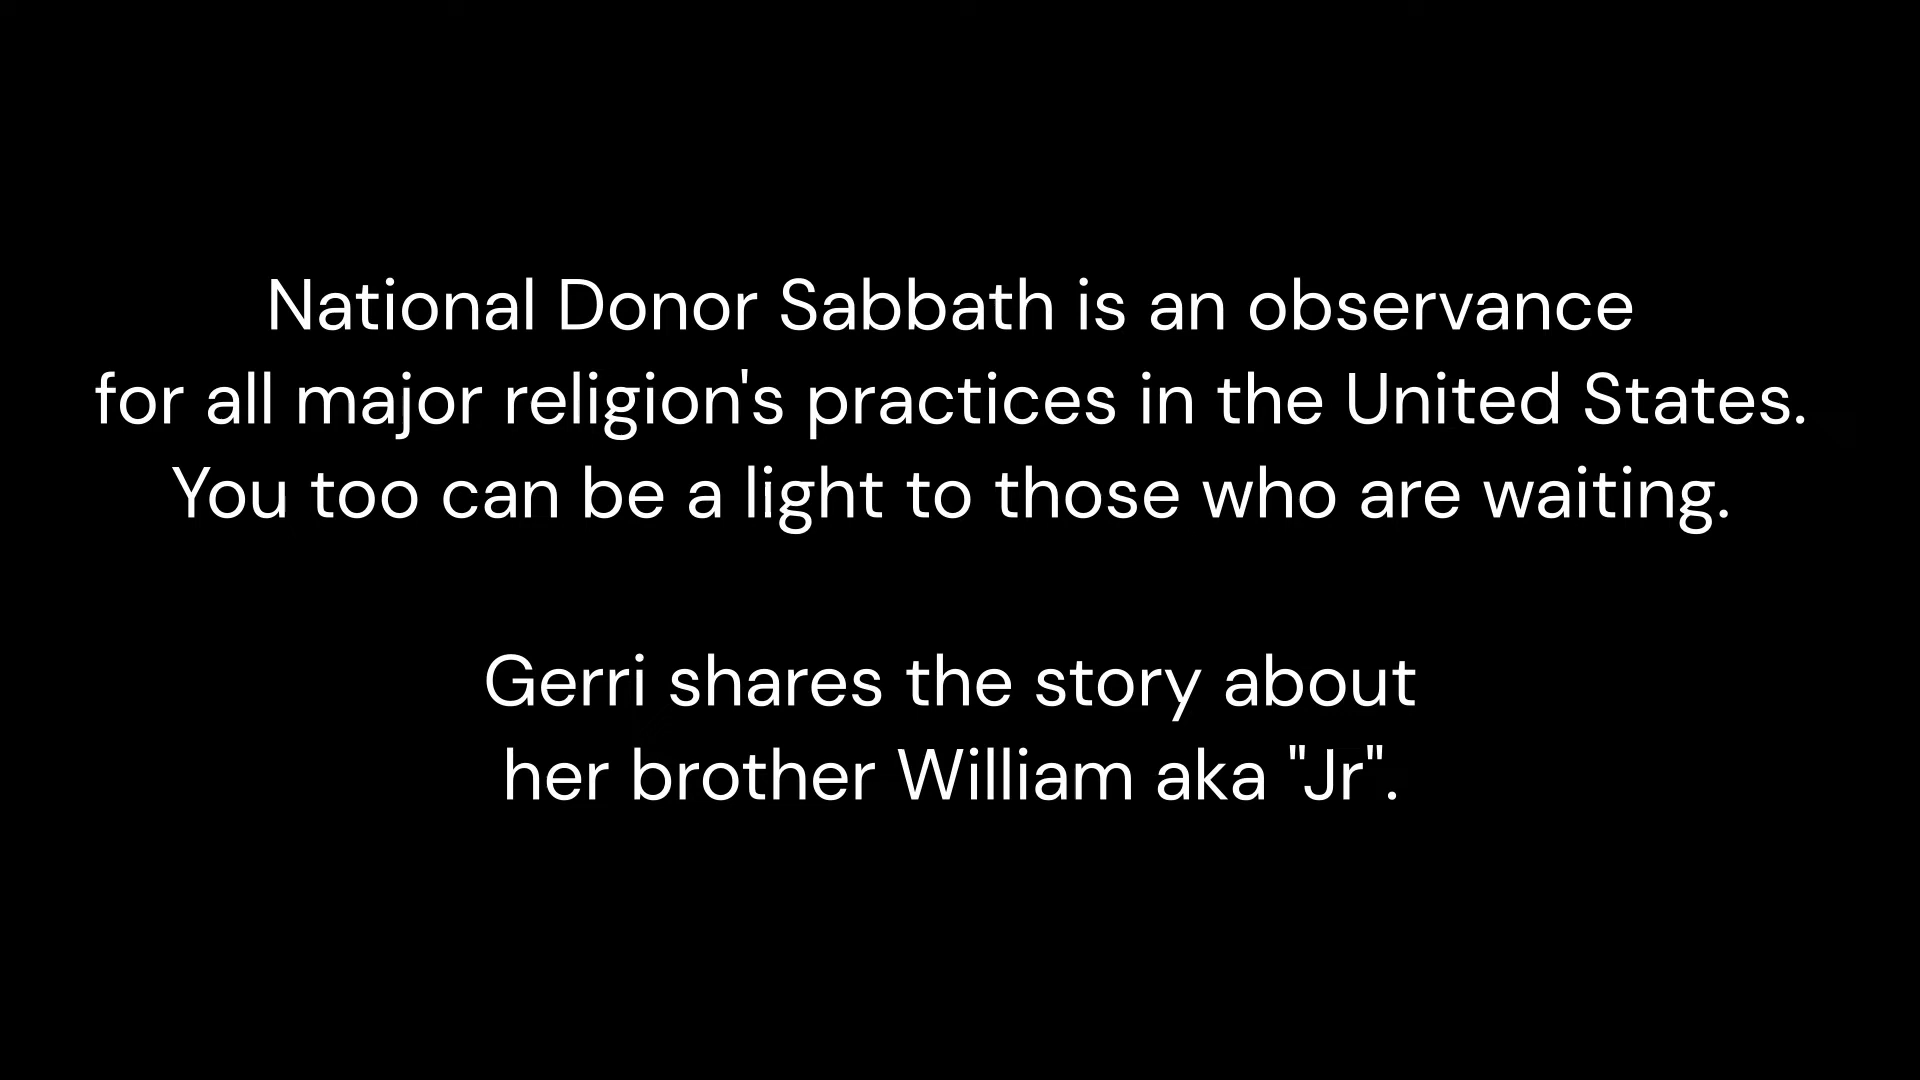 National Donor Sabbath is an observance
for all major religion's practices in the United States.
You too can be a light to those who are waiting.
Gerri shares the story about
her brother William aka "Jr".